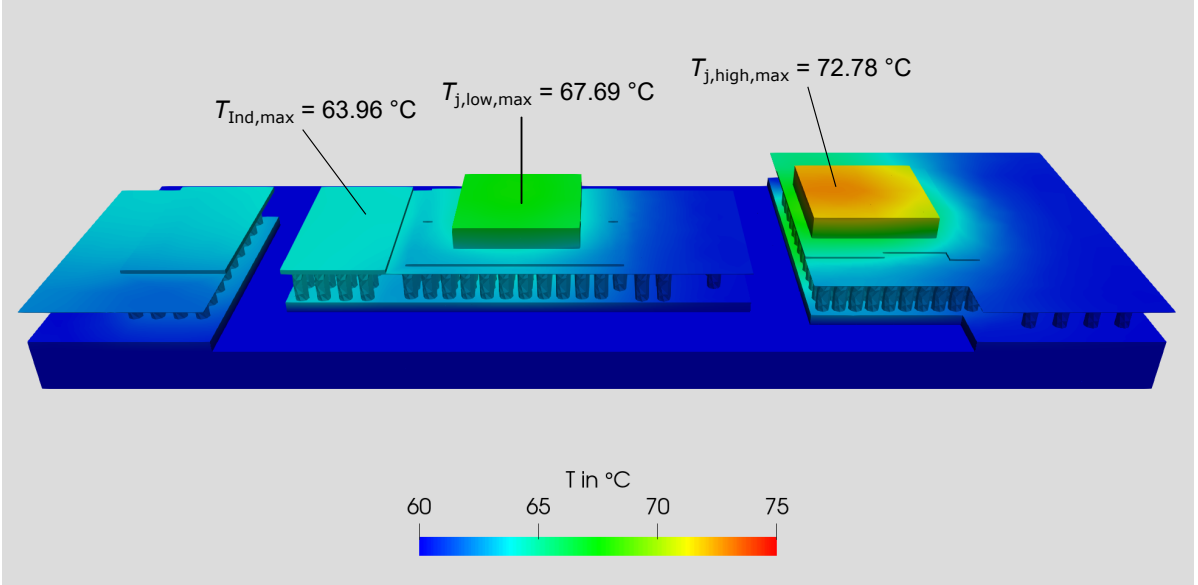 T_j,high,max = 72.78 °C
T_j,low,max = 67.69 °C
T_Ind,max = 63.96 °C
T in °C
60 65 70 75